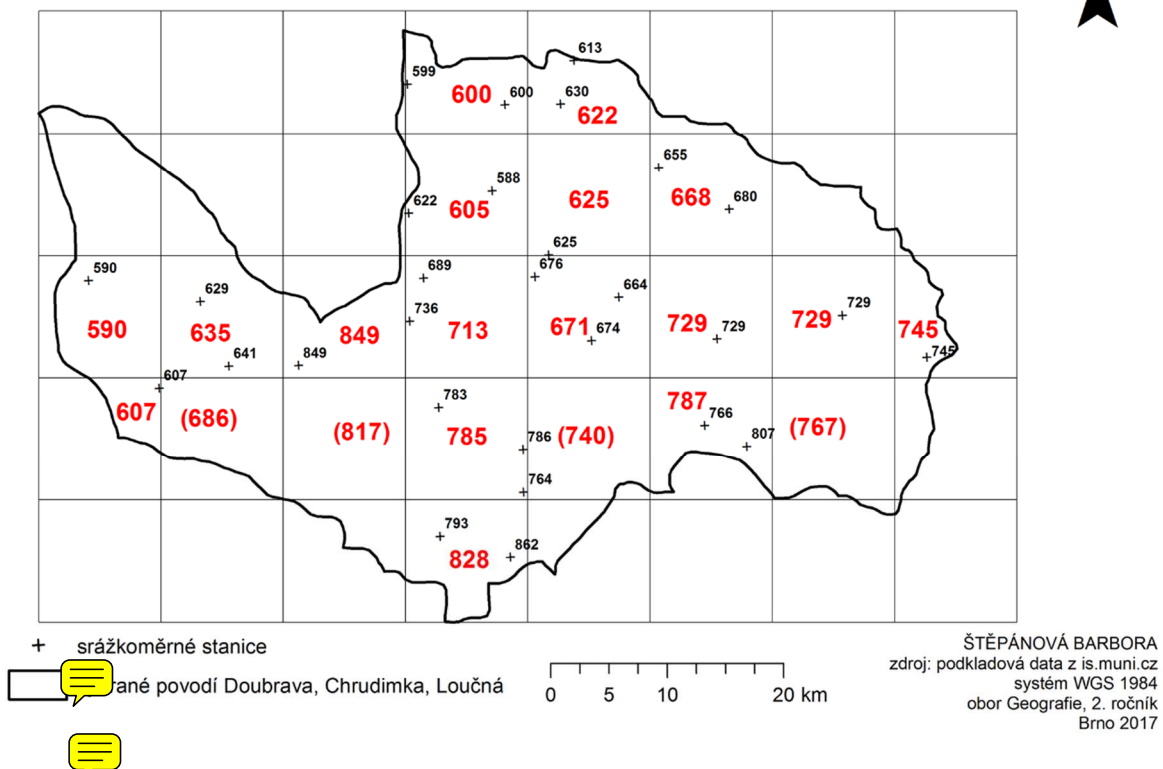 613
599
600 600 630
622
655
588 668
622 605 625 680
625
689 676
590 664
629 729
736
590 635 849 713 671 674 729 729 729 745
641 849 745
607
783 787
607 (686) (817) 785 786 (740) 766 807 (767)
764
793
828 862
srážkoměrné stanice
rané povodí Doubrava, Chrudimka, Loučná
0 5 10 20 km
ŠTĚPÁNOVÁ BARBORA
zdroj: podkladová data z is.muni.cz
systém WGS 1984
obor Geografie, 2. ročník
Brno 2017